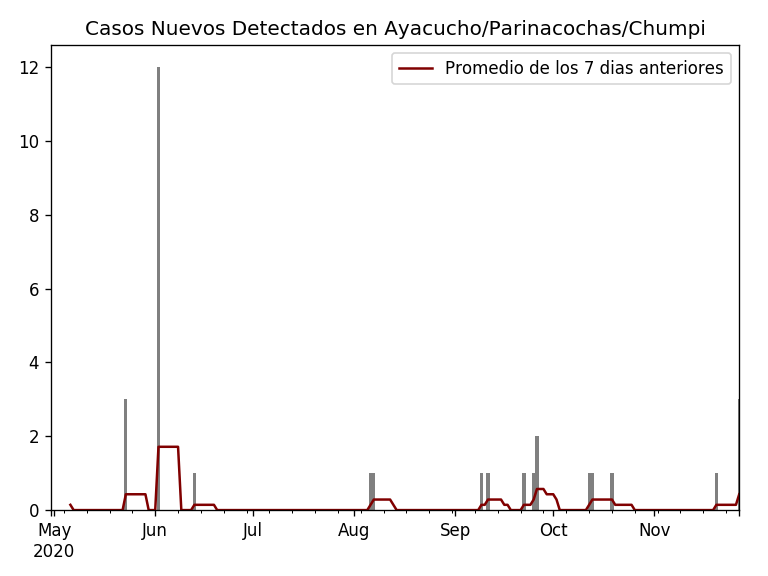 Casos Nuevos Detectados en Ayacucho/Parinacochas/Chumpi
Promedio de los 7 dias anteriores
12
10
8
6
4
2
0
May Jun Jul Aug Sep Oct Nov
2020